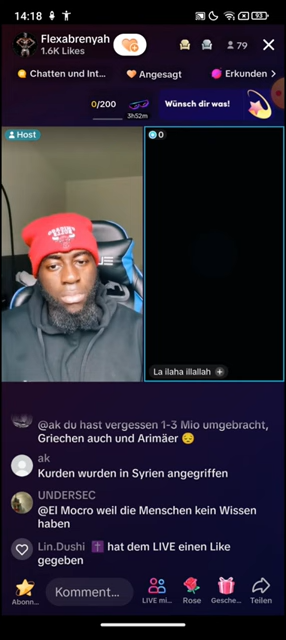 14:18
93
Flexabrenyah
1.6K Likes
79
Chatten und Int...
Angesagt
Erkunden
0/200
3h52m
Wünsch dir was!
Host
0
La ilaha illallah +
@ak du hast vergessen 1-3 Mio umgebracht,
Griechen auch und Arimäer 😔
ak
Kurden wurden in Syrien angegriffen
UNDERSEC
@El Mocro weil die Menschen kein Wissen
haben
Lin.Dushi ✝️ hat dem LIVE einen Like
gegeben
Kommentar...
Abonn...
LIVE mi...
Rose
Gesche...
Teilen